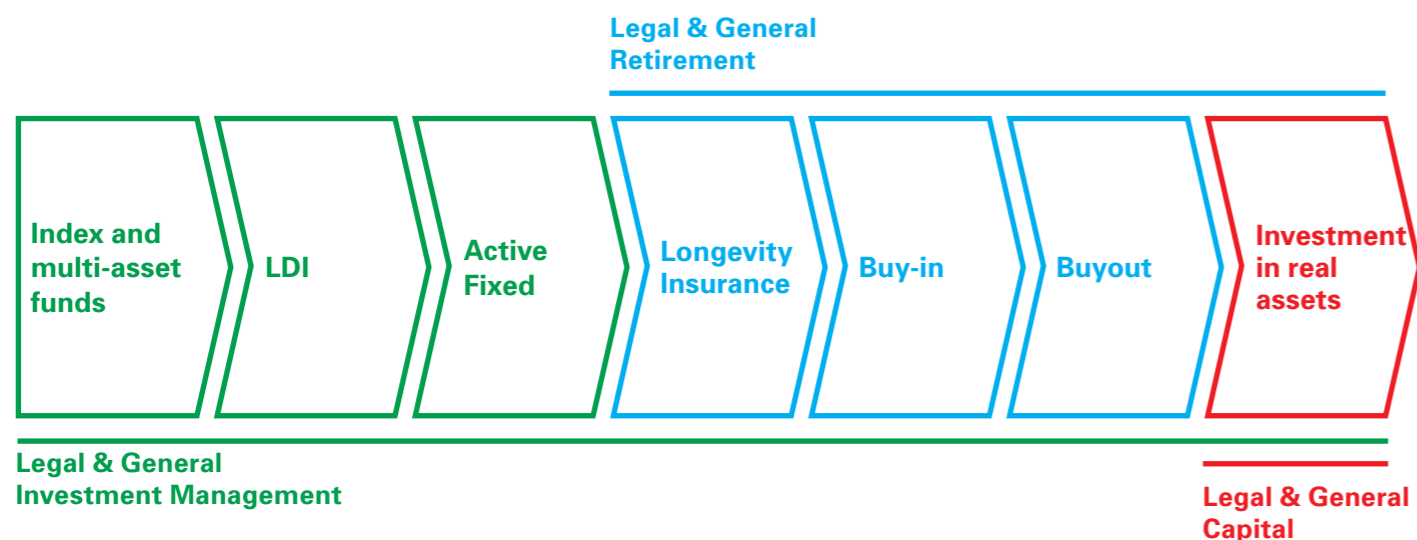 Legal & General
Retirement
Index and
multi-asset
funds
LDI
Active
Fixed
Longevity
Insurance
Buy-in
Buyout
Investment
in real
assets
Legal & General
Investment Management
Legal & General
Capital